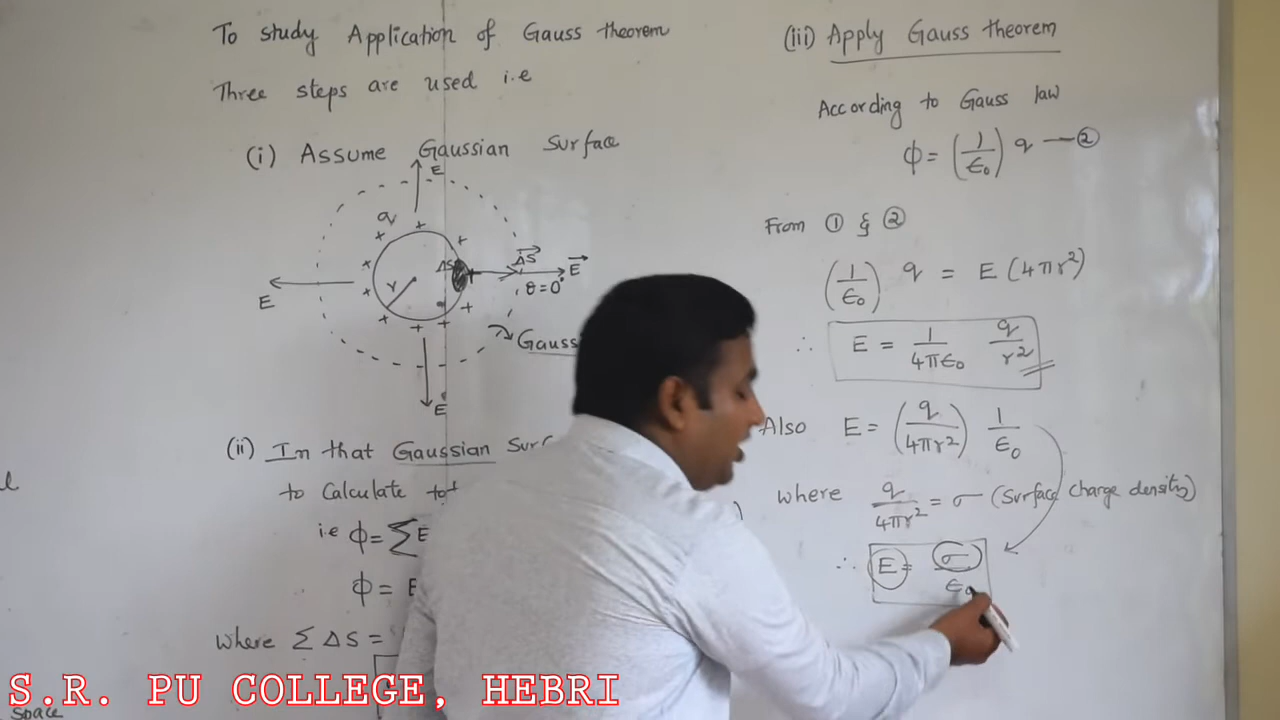 To study Application of Gauss theorem
Three steps are used i.e
(i) Assume Gaussian Surface
E
q
ΔS
ΔS E
θ=0°
r
E
Gauss
E
(ii) In that Gaussian
to Calculate
i.e ϕ = ∑ E
ϕ = E
where ∑ ΔS =
(iii) Apply Gauss theorem
According to Gauss law
ϕ = (1/ε₀) q — ②
From ① & ②
(1/ε₀) q = E (4πr²)
∴ E = 1/4πε₀ q/r²
Also E = (q/4πr²) 1/ε₀
where q/4πr² = σ (Surface charge density)
∴ E = σ/ε₀
space
S.R. PU COLLEGE, HEBRI